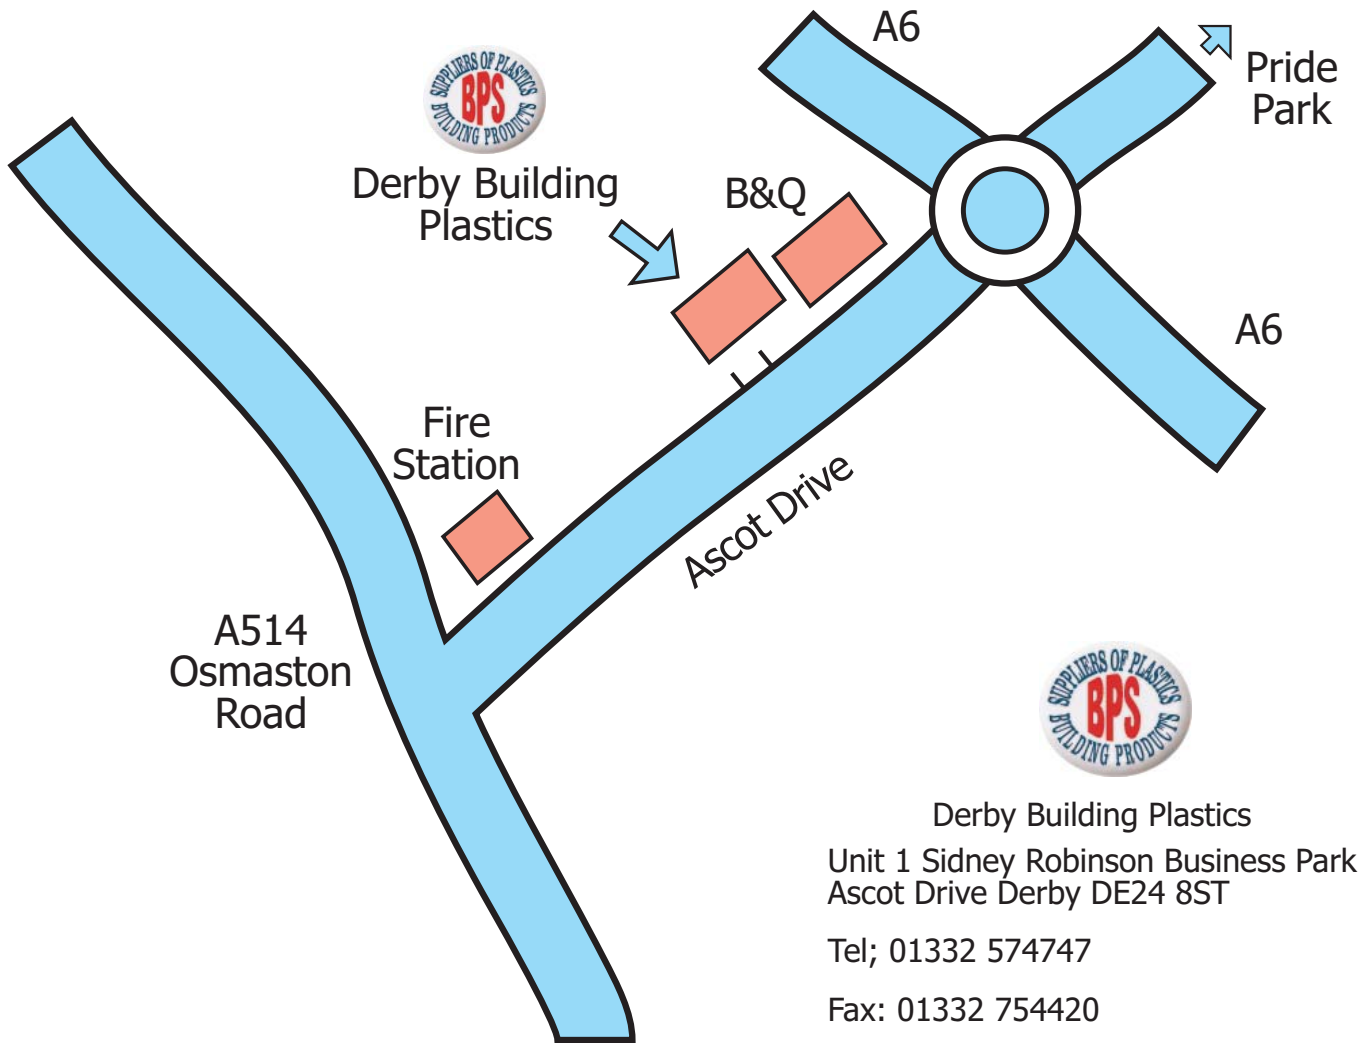 A6
Pride
Park
SUPPLIERS OF PLASTICS
BPS
BUILDING PRODUCTS
Derby Building
Plastics
B&Q
A6
Fire
Station
Ascot Drive
A514
Osmaston
Road
SUPPLIERS OF PLASTICS
BPS
BUILDING PRODUCTS
Derby Building Plastics
Unit 1 Sidney Robinson Business Park
Ascot Drive Derby DE24 8ST
Tel; 01332 574747
Fax: 01332 754420